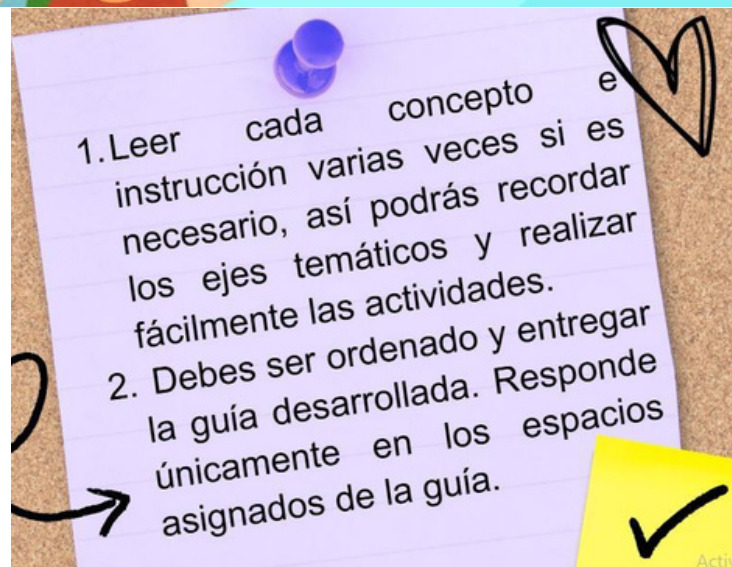 1. Leer cada concepto e
instrucción varias veces si es
necesario, así podrás recordar
los ejes temáticos y realizar
fácilmente las actividades.
2. Debes ser ordenado y entregar
la guía desarrollada. Responde
únicamente en los espacios
asignados de la guía.
Activ